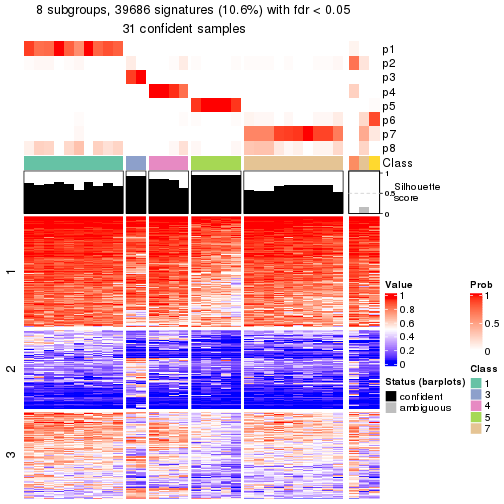 8 subgroups, 39686 signatures (10.6%) with fdr < 0.05
31 confident samples
p1
p2
p3
p4
p5
p6
p7
p8
Class
1
0.5
0
Silhouette
score
1
2
3
Value
1
0.8
0.6
0.4
0.2
0
Status (barplots)
confident
ambiguous
Prob
1
0.5
0
Class
1
3
4
5
7